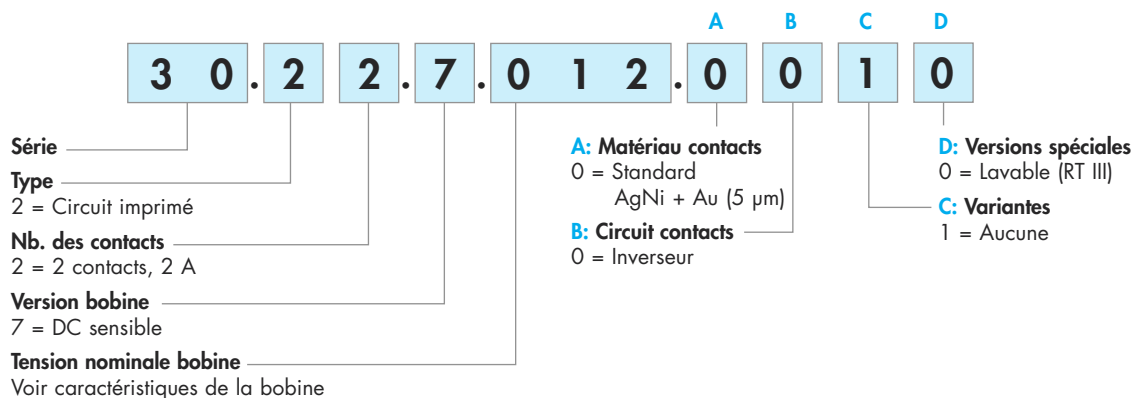 A B C D
3 0 . 2 2 . 7 . 0 1 2 . 0 0 1 0
Série
Type
2 = Circuit imprimé
Nb. des contacts
2 = 2 contacts, 2 A
Version bobine
7 = DC sensible
Tension nominale bobine
Voir caractéristiques de la bobine
A: Matériau contacts
0 = Standard
AgNi + Au (5 µm)
B: Circuit contacts
0 = Inverseur
D: Versions spéciales
0 = Lavable (RT III)
C: Variantes
1 = Aucune